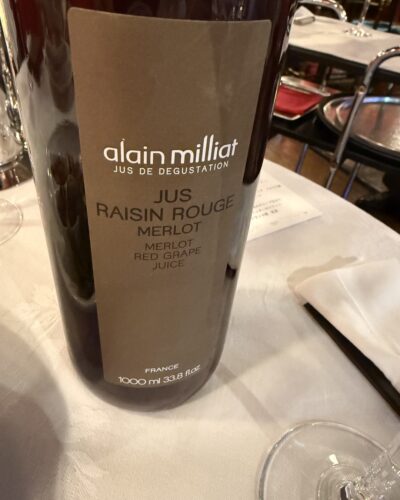 alain milliat
JUS DE DEGUSTATION
JUS
RAISIN ROUGE
MERLOT
MERLOT
RED GRAPE
JUICE
FRANCE
1000 ml 33.8 fl.oz